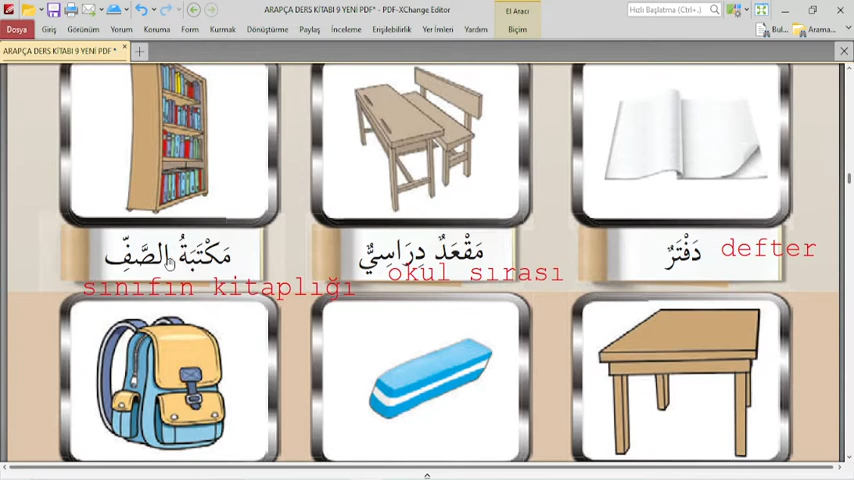 ARAPÇA DERS KİTABI 9 YENİ PDF* - PDF-XChange Editor
El Aracı
Hızlı Başlatma (Ctrl+.)
Dosya Giriş Yorum Görünüm Koruma Form Kurmak Dönüştürme Paylaş İnceleme Erişilebilirlik Yer İmleri Yardım Biçim Bul... Arama...
ARAPÇA DERS KİTABI 9 YENİ PDF *
دَفْتَرٌ
defter
مَقْعَدٌ دِرَاسِيٌّ
okul sırası
مَكْتَبَةُ الصَّفِّ
sınıfın kitaplığı